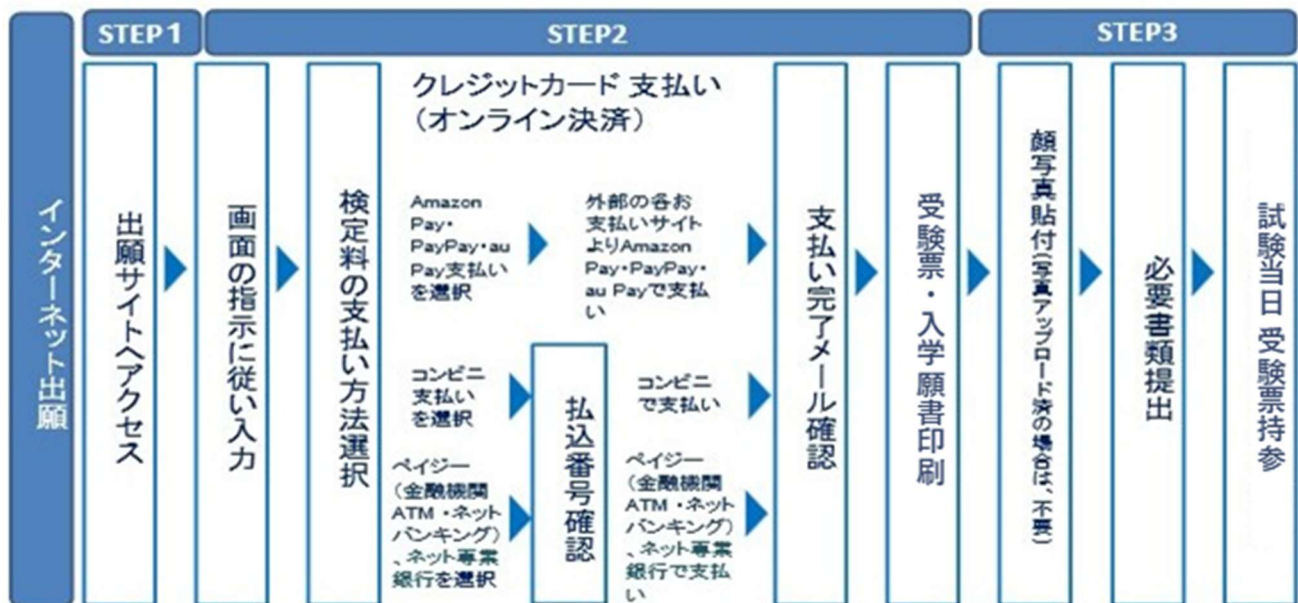 STEP1
STEP2
STEP3
インターネット出願
出願サイトへアクセス
画面の指示に従い入力
検定料の支払い方法選択
クレジットカード 支払い
（オンライン決済）
Amazon
Pay・
PayPay・au
Pay支払い
を選択
外部の各お
支払いサイト
よりAmazon
Pay・PayPay・
au Payで支払
い
コンビニ
支払い
を選択
払込番号確認
コンビニ
で支払い
ペイジー
（金融機関
ATM・ネット
バンキング）
、ネット専業
銀行を選択
ペイジー
（金融機関
ATM・ネット
バンキング）
、ネット専業
銀行で支払
い
支払い完了メール確認
受験票・入学願書印刷
顔写真貼付（写真アップロード済の場合は、不要）
必要書類提出
試験当日 受験票持参